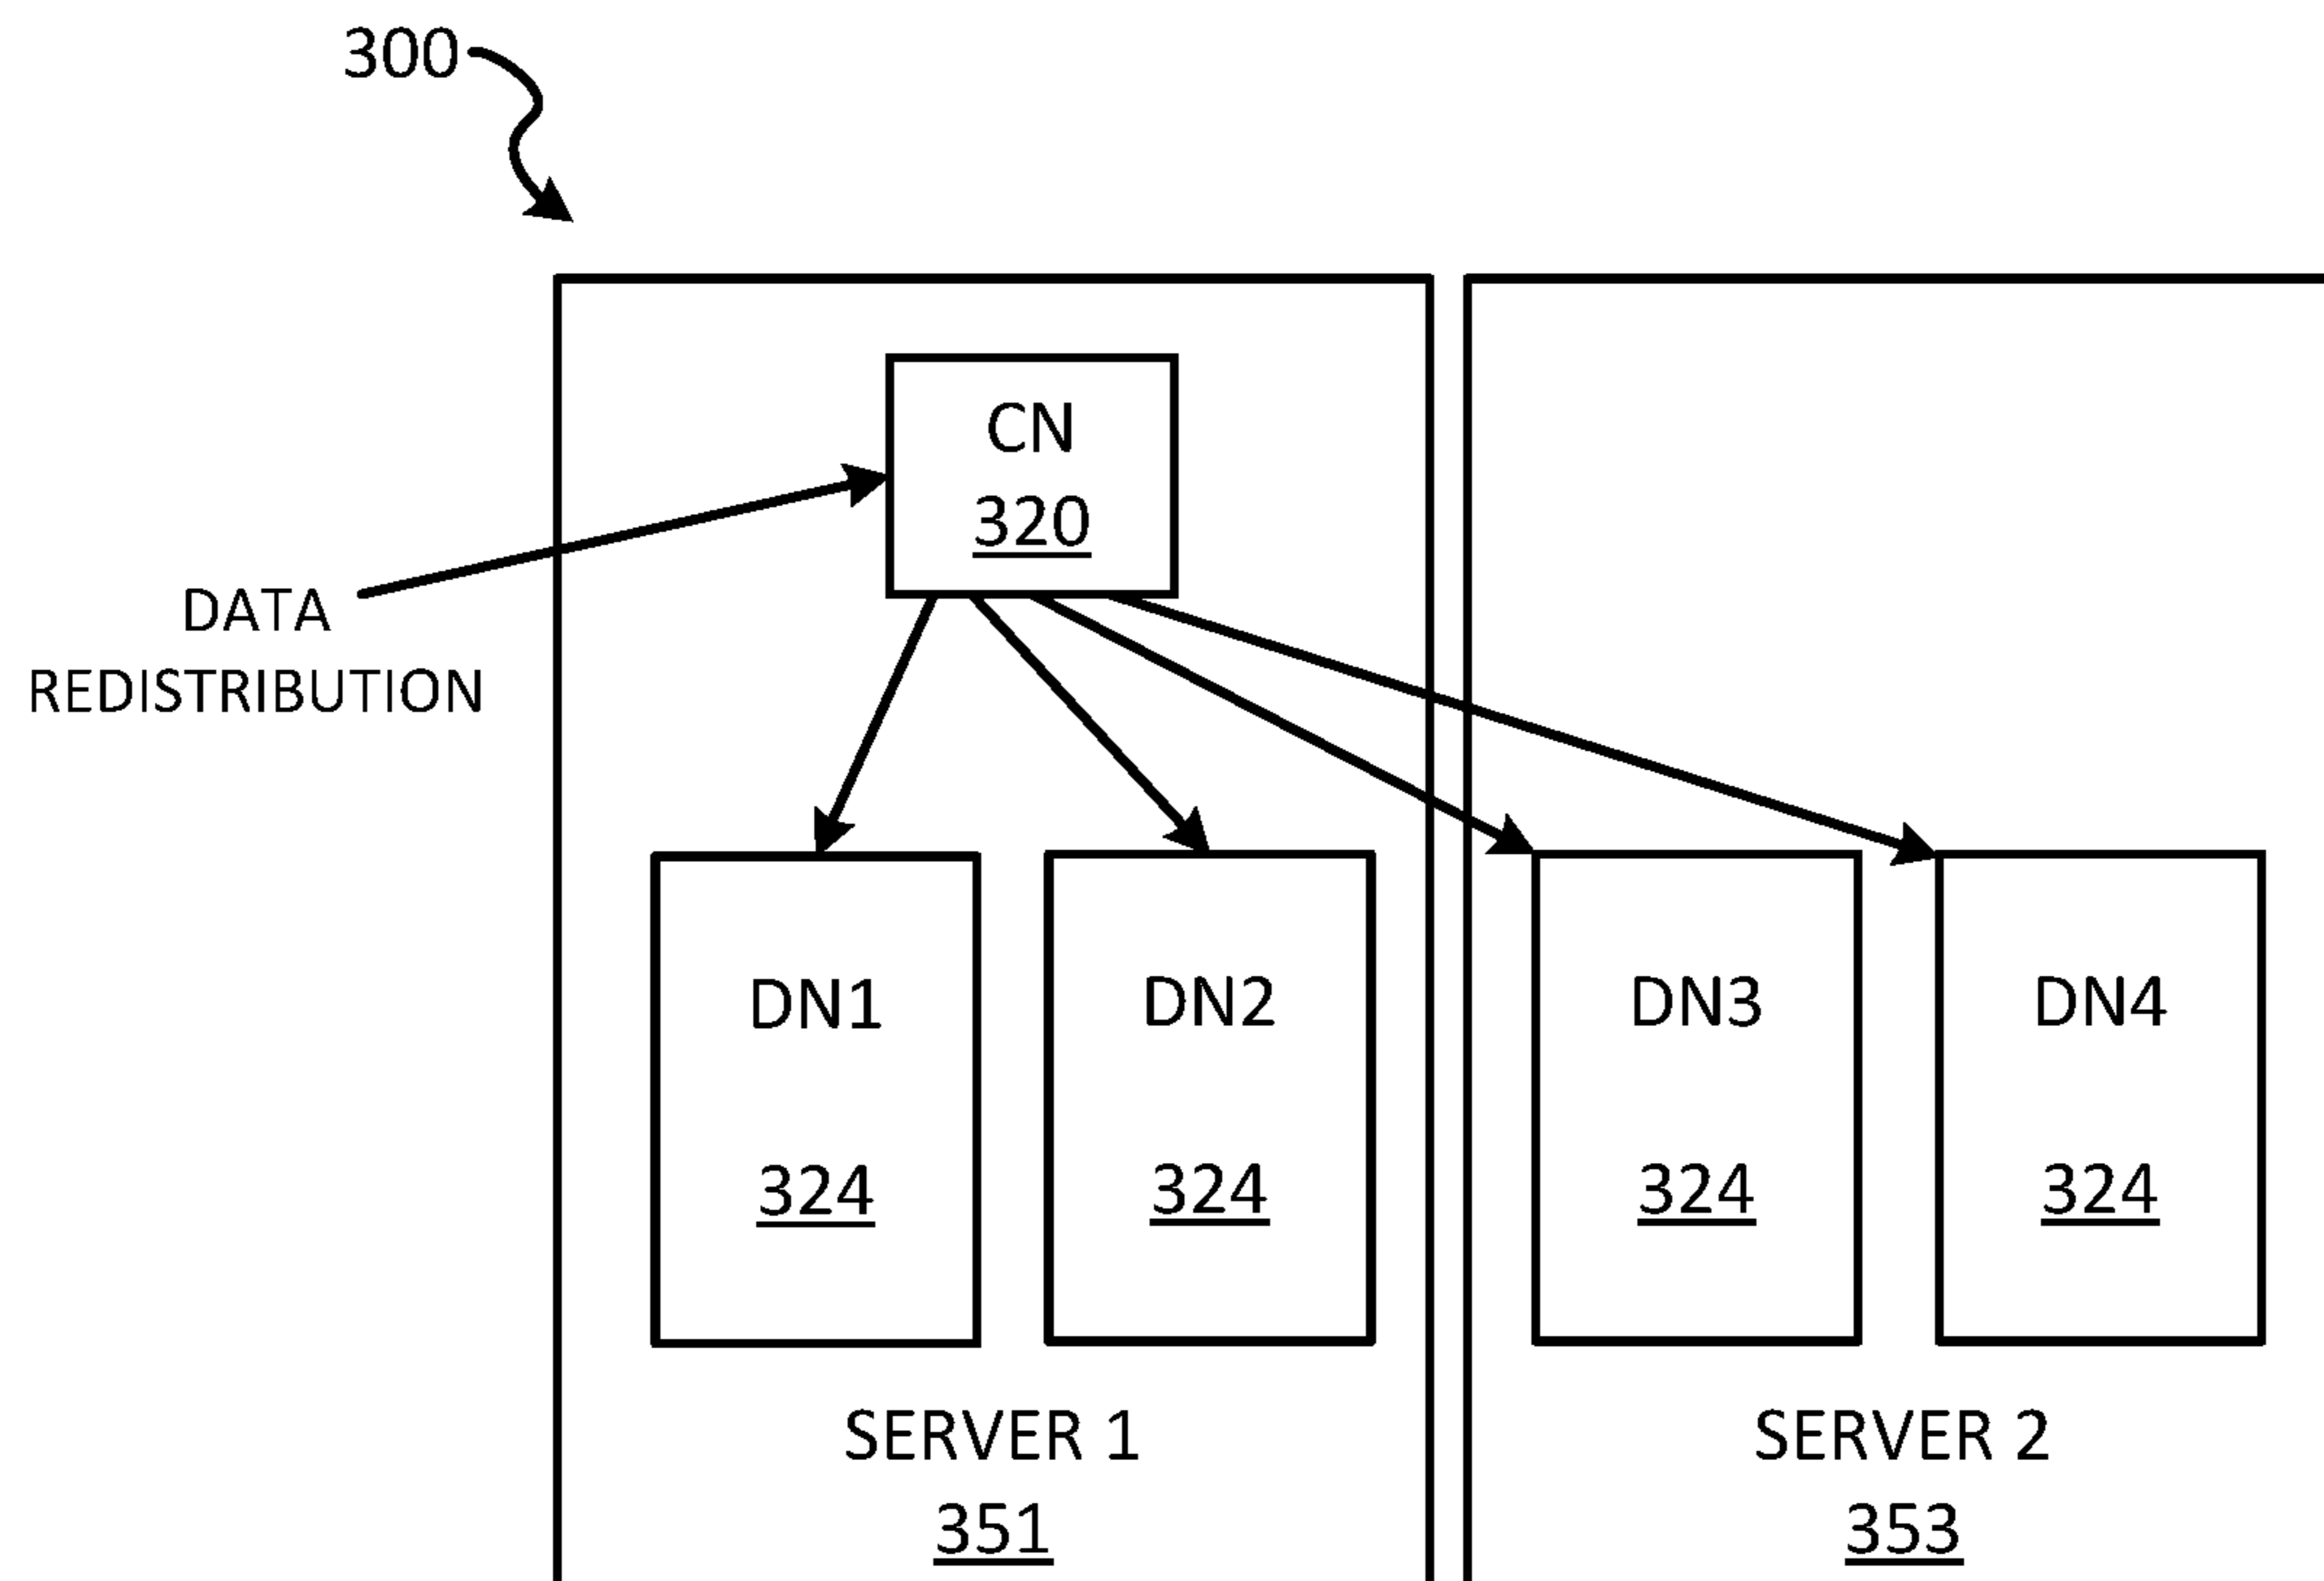 300
CN
320
DATA
REDISTRIBUTION
DN1
324
DN2
324
DN3
324
DN4
324
SERVER 1
351
SERVER 2
353